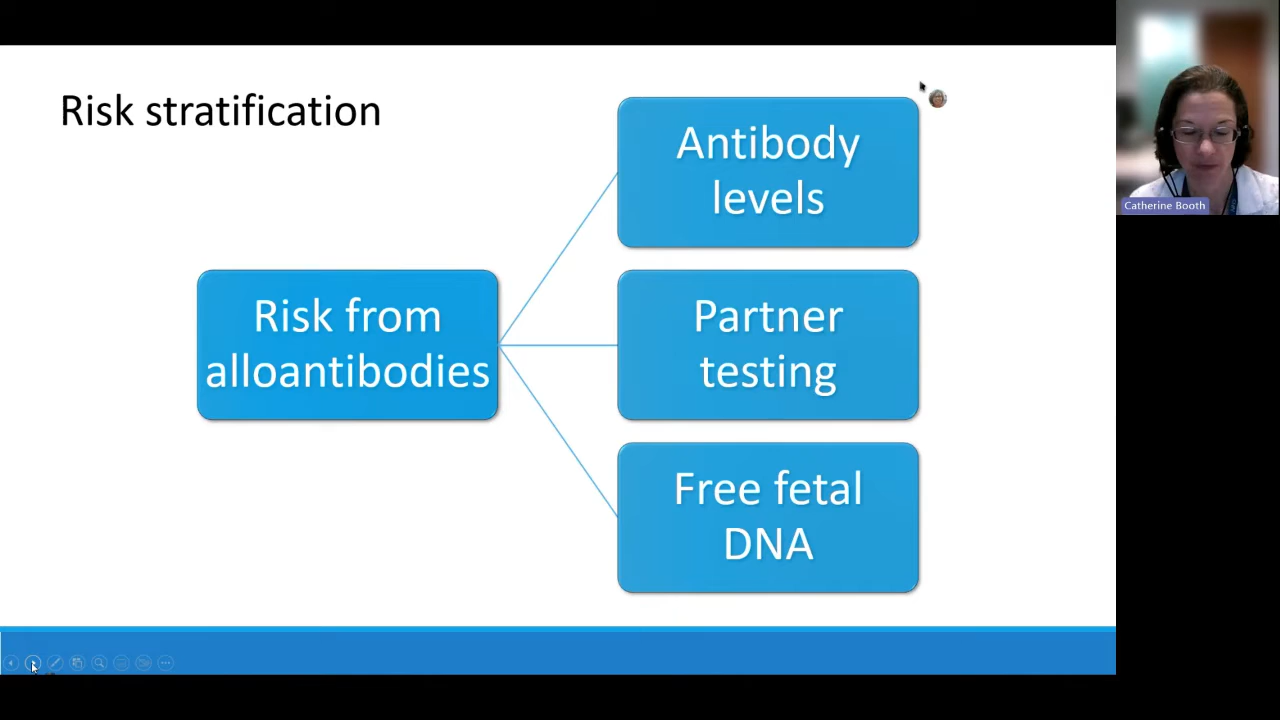 Risk stratification
Antibody
levels
Risk from
alloantibodies
Partner
testing
Free fetal
DNA
Catherine Booth